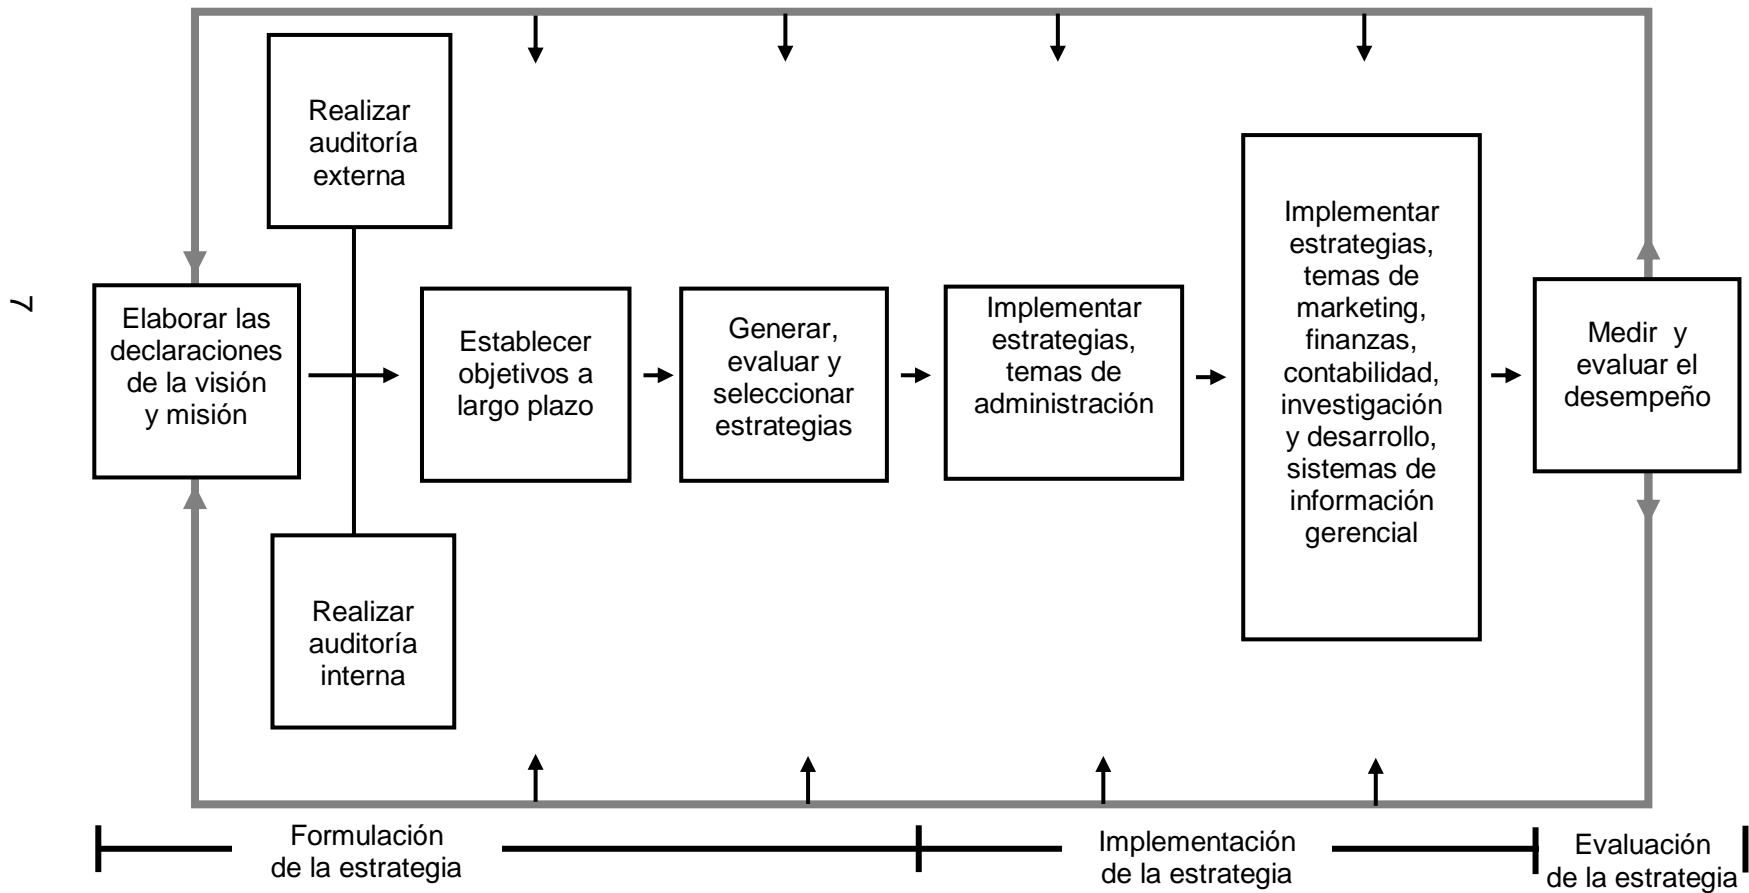 7
Realizar
auditoría
externa
Elaborar las
declaraciones
de la visión
y misión
Realizar
auditoría
interna
Establecer
objetivos a
largo plazo
Generar,
evaluar y
seleccionar
estrategias
Implementar
estrategias,
temas de
administración
Implementar
estrategias,
temas de
marketing,
finanzas,
contabilidad,
investigación
y desarrollo,
sistemas de
información
gerencial
Medir y
evaluar el
desempeño
Formulación
de la estrategia
Implementación
de la estrategia
Evaluación
de la estrategia